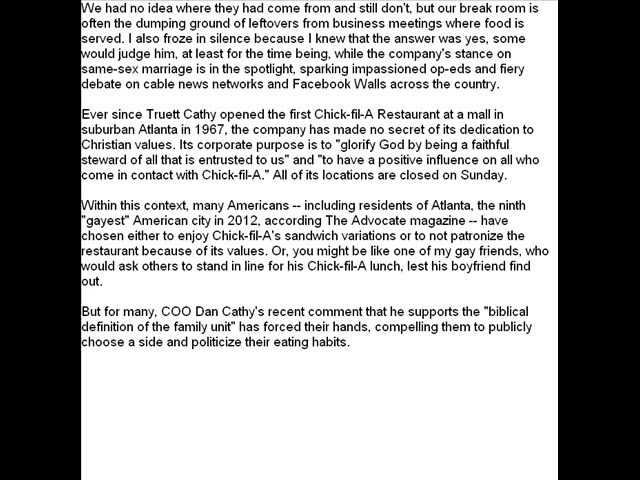 We had no idea where they had come from and still don't, but our break room is
often the dumping ground of leftovers from business meetings where food is
served. I also froze in silence because I knew that the answer was yes, some
would judge him, at least for the time being, while the company's stance on
same-sex marriage is in the spotlight, sparking impassioned op-eds and fiery
debate on cable news networks and Facebook Walls across the country.
Ever since Truett Cathy opened the first Chick-fil-A Restaurant at a mall in
suburban Atlanta in 1967, the company has made no secret of its dedication to
Christian values. Its corporate purpose is to "glorify God by being a faithful
steward of all that is entrusted to us" and "to have a positive influence on all who
come in contact with Chick-fil-A." All of its locations are closed on Sunday.
Within this context, many Americans -- including residents of Atlanta, the ninth
"gayest" American city in 2012, according The Advocate magazine -- have
chosen either to enjoy Chick-fil-A's sandwich variations or to not patronize the
restaurant because of its values. Or, you might be like one of my gay friends, who
would ask others to stand in line for his Chick-fil-A lunch, lest his boyfriend find
out.
But for many, COO Dan Cathy's recent comment that he supports the "biblical
definition of the family unit" has forced their hands, compelling them to publicly
choose a side and politicize their eating habits.